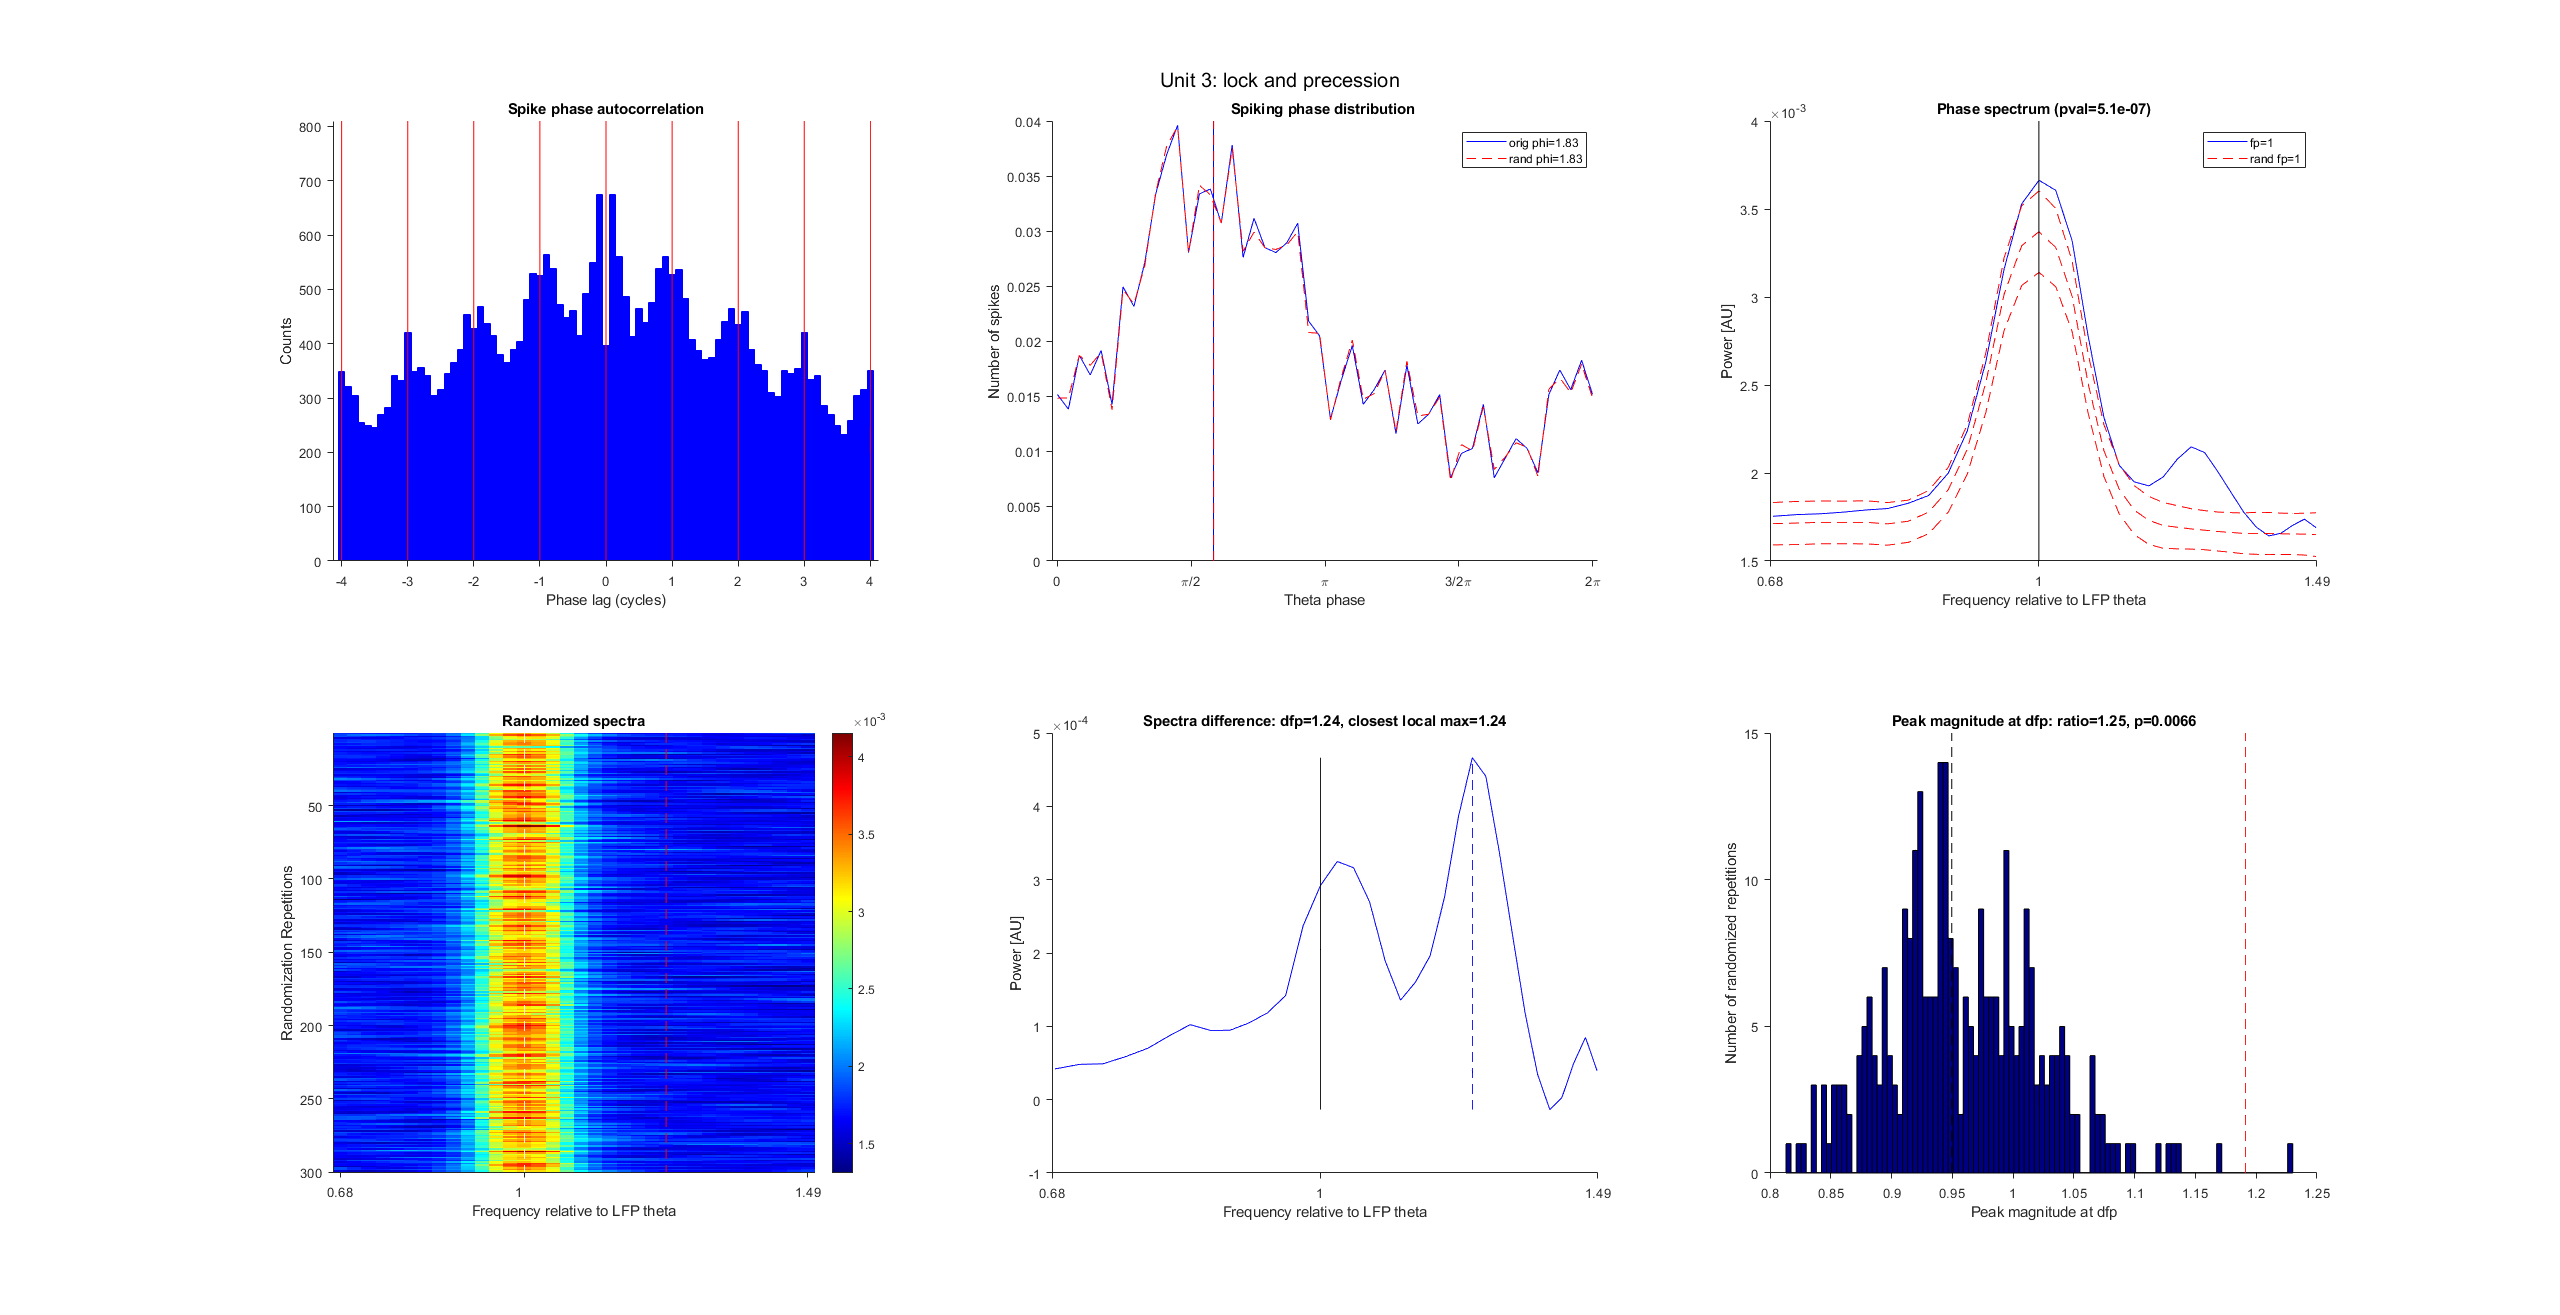 Unit 3: lock and precession
Spike phase autocorrelation
800
700
600
500
400
300
200
100
0
Counts
-4 -3 -2 -1 0 1 2 3 4
Phase lag (cycles)
Spiking phase distribution
orig phi=1.83
rand phi=1.83
0.04
0.035
0.03
0.025
0.02
0.015
0.01
0.005
0
Number of spikes
0 π/2 π 3/2π 2π
Theta phase
Phase spectrum (pval=5.1e-07)
×10-3
fp=1
rand fp=1
4
3.5
3
2.5
2
1.5
Power [AU]
0.68 1 1.49
Frequency relative to LFP theta
Randomized spectra
50
100
150
200
250
300
Randomization Repetitions
0.68 1 1.49
Frequency relative to LFP theta
×10-3
4
3.5
3
2.5
2
1.5
Spectra difference: dfp=1.24, closest local max=1.24
×10-4
5
4
3
2
1
0
-1
Power [AU]
0.68 1 1.49
Frequency relative to LFP theta
Peak magnitude at dfp: ratio=1.25, p=0.0066
15
10
5
0
Number of randomized repetitions
0.8 0.85 0.9 0.95 1 1.05 1.1 1.15 1.2 1.25
Peak magnitude at dfp